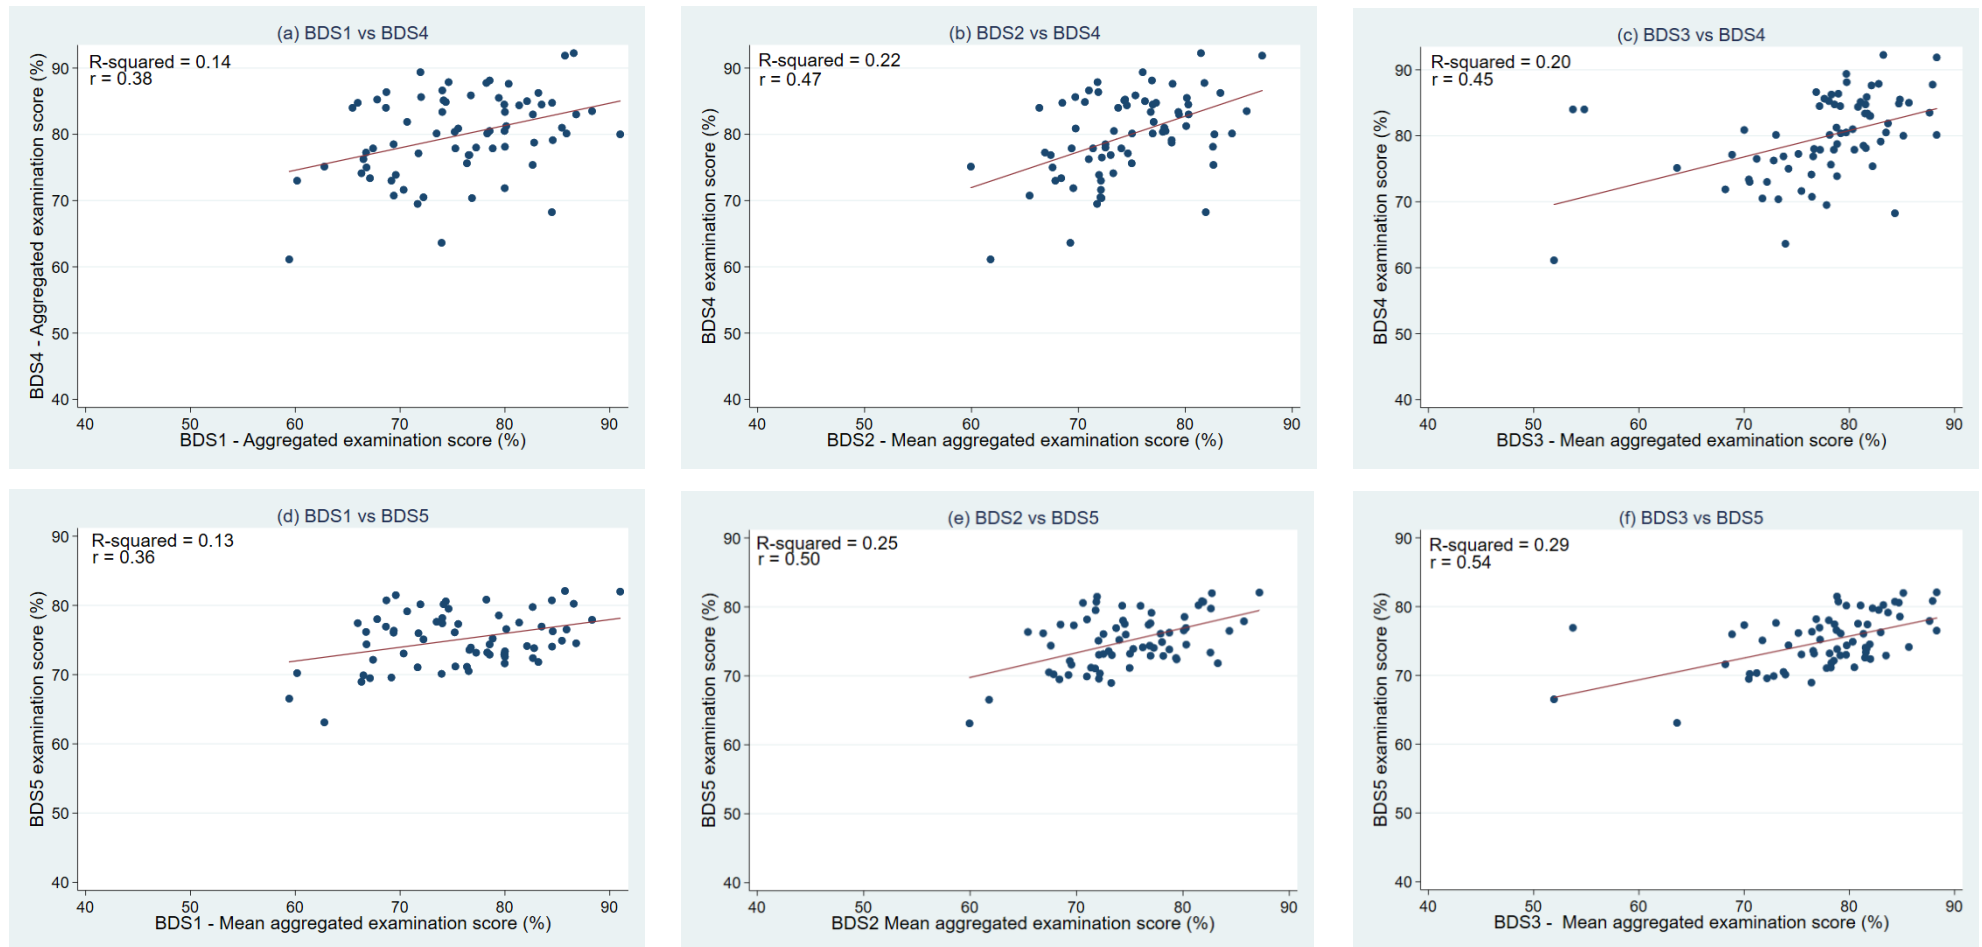 (a) BDS1 vs BDS4
R-squared = 0.14
r = 0.38
BDS4 - Aggregated examination score (%)
90
80
70
60
50
40
40 50 60 70 80 90
BDS1 - Aggregated examination score (%)
(b) BDS2 vs BDS4
R-squared = 0.22
r = 0.47
BDS4 examination score (%)
90
80
70
60
50
40
40 50 60 70 80 90
BDS2 - Mean aggregated examination score (%)
(c) BDS3 vs BDS4
R-squared = 0.20
r = 0.45
BDS4 examination score (%)
90
80
70
60
50
40
40 50 60 70 80 90
BDS3 - Mean aggregated examination score (%)
(d) BDS1 vs BDS5
R-squared = 0.13
r = 0.36
BDS5 examination score (%)
90
80
70
60
50
40
40 50 60 70 80 90
BDS1 - Mean aggregated examination score (%)
(e) BDS2 vs BDS5
R-squared = 0.25
r = 0.50
BDS5 examination score (%)
90
80
70
60
50
40
40 50 60 70 80 90
BDS2 Mean aggregated examination score (%)
(f) BDS3 vs BDS5
R-squared = 0.29
r = 0.54
BDS5 examination score (%)
90
80
70
60
50
40
40 50 60 70 80 90
BDS3 - Mean aggregated examination score (%)